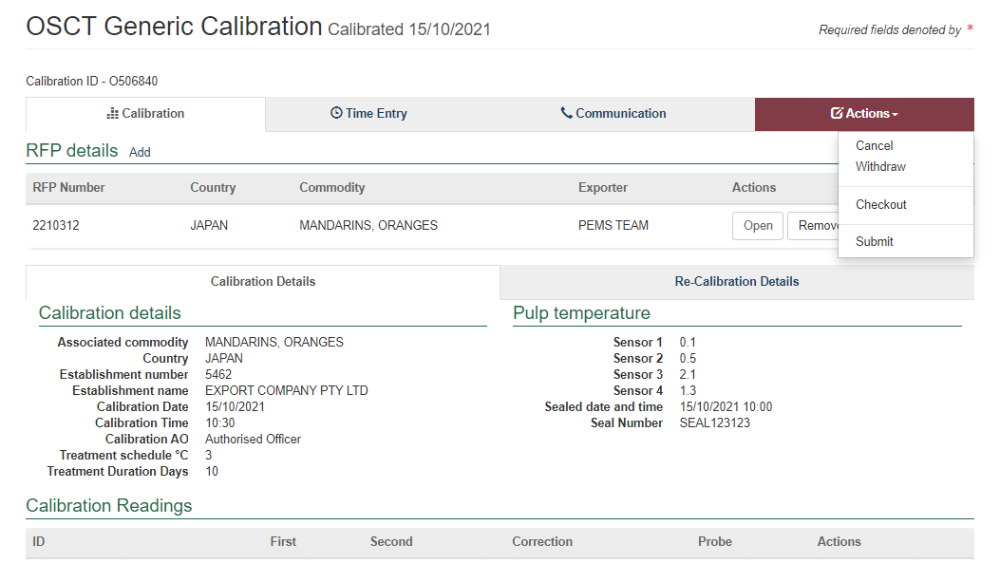 OSCT Generic Calibration Calibrated 15/10/2021
Required fields denoted by *
Calibration ID - O506840
Calibration Time Entry Communication Actions
Cancel
Withdraw
Checkout
Submit
RFP details Add
RFP Number Country Commodity Exporter Actions
2210312 JAPAN MANDARINS, ORANGES PEMS TEAM Open Remove
Calibration Details Re-Calibration Details
Calibration details
Associated commodity MANDARINS, ORANGES
Country JAPAN
Establishment number 5462
Establishment name EXPORT COMPANY PTY LTD
Calibration Date 15/10/2021
Calibration Time 10:30
Calibration AO Authorised Officer
Treatment schedule °C 3
Treatment Duration Days 10
Pulp temperature
Sensor 1 0.1
Sensor 2 0.5
Sensor 3 2.1
Sensor 4 1.3
Sealed date and time 15/10/2021 10:00
Seal Number SEAL123123
Calibration Readings
ID First Second Correction Probe Actions